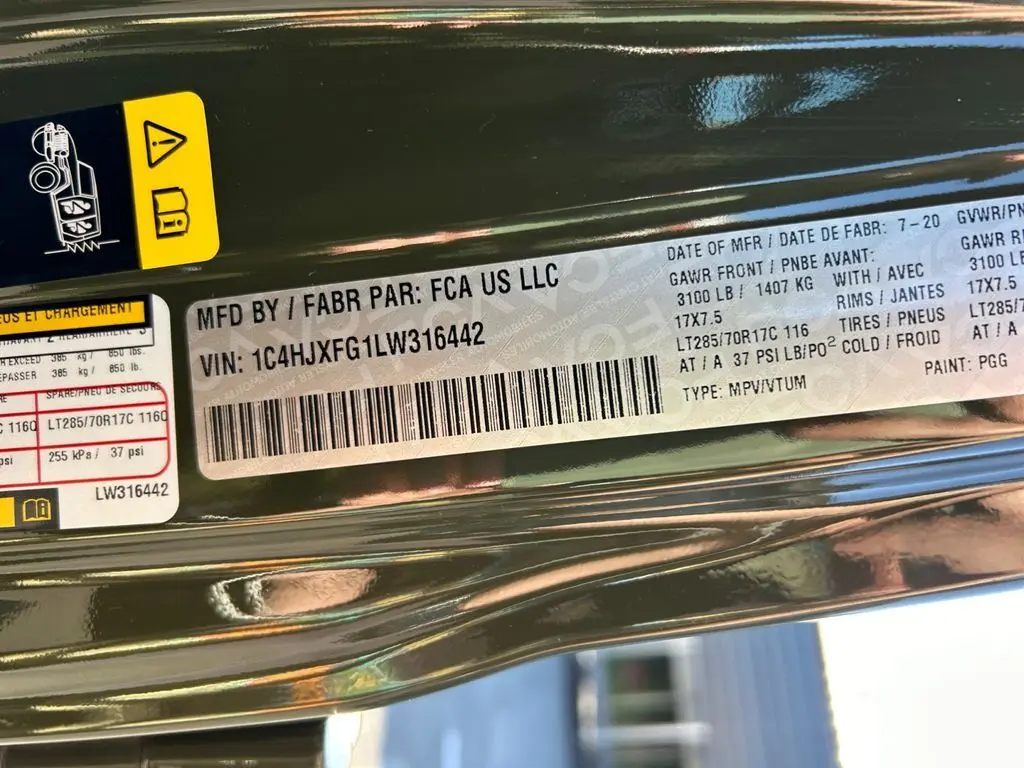 MFD BY / FABR PAR: FCA US LLC
VIN: 1C4HJXFG1LW316442
DATE OF MFR / DATE DE FABR: 7-20
GAWR FRONT / PNBE AVANT:
3100 LB / 1407 KG WITH / AVEC
17X7.5 RIMS / JANTES
LT285/70R17C 116 TIRES / PNEUS
AT / A 37 PSI LB/PO² COLD / FROID
TYPE: MPV/VTUM
PAINT: PGG
GVWR/PN
GAWR R
3100 LB
17X7.5
LT285/
AT / A
ET CHARGEMENT
EXCEED 385 kg / 850 lbs.
385 kg / 850 lb.
SPARE/PNEU DE SECOURS
C 116Q LT285/70R17C 116Q
psi 255 kPa / 37 psi
LW316442